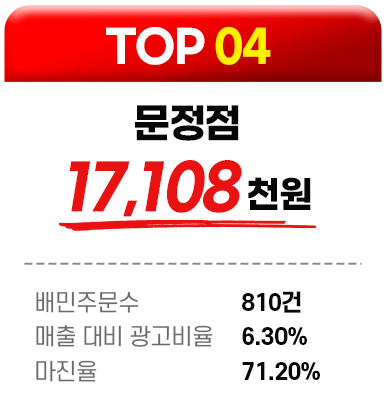 TOP 04
문정점
17,108 천원
배민주문수 810건
매출 대비 광고비율 6.30%
마진율 71.20%